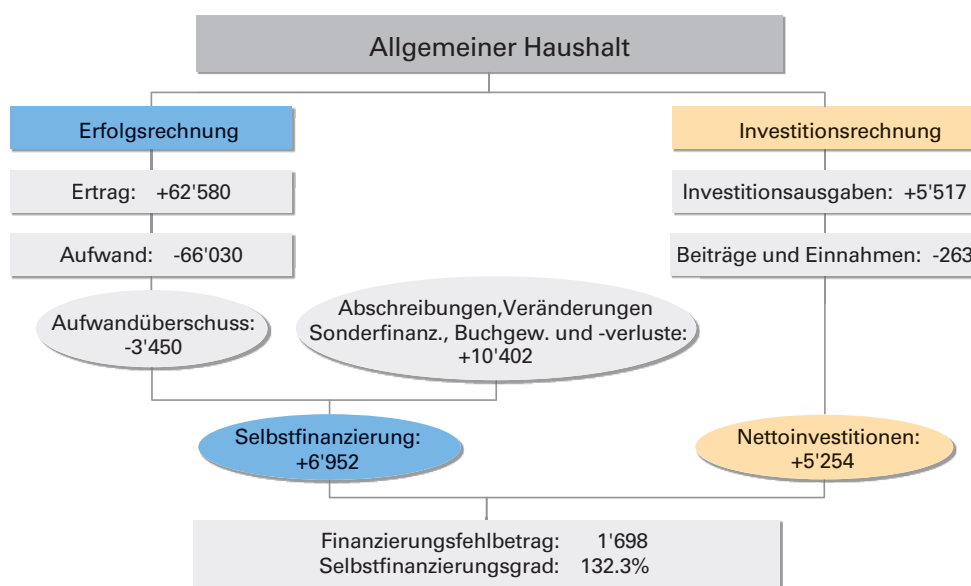 Allgemeiner Haushalt
Erfolgsrechnung
Investitionsrechnung
Ertrag: +62'580
Investitionsausgaben: +5'517
Aufwand: -66'030
Beiträge und Einnahmen: -263
Aufwandüberschuss:
-3'450
Abschreibungen,Veränderungen
Sonderfinanz., Buchgew. und -verluste:
+10'402
Selbstfinanzierung:
+6'952
Nettoinvestitionen:
+5'254
Finanzierungsfehlbetrag: 1'698
Selbstfinanzierungsgrad: 132.3%